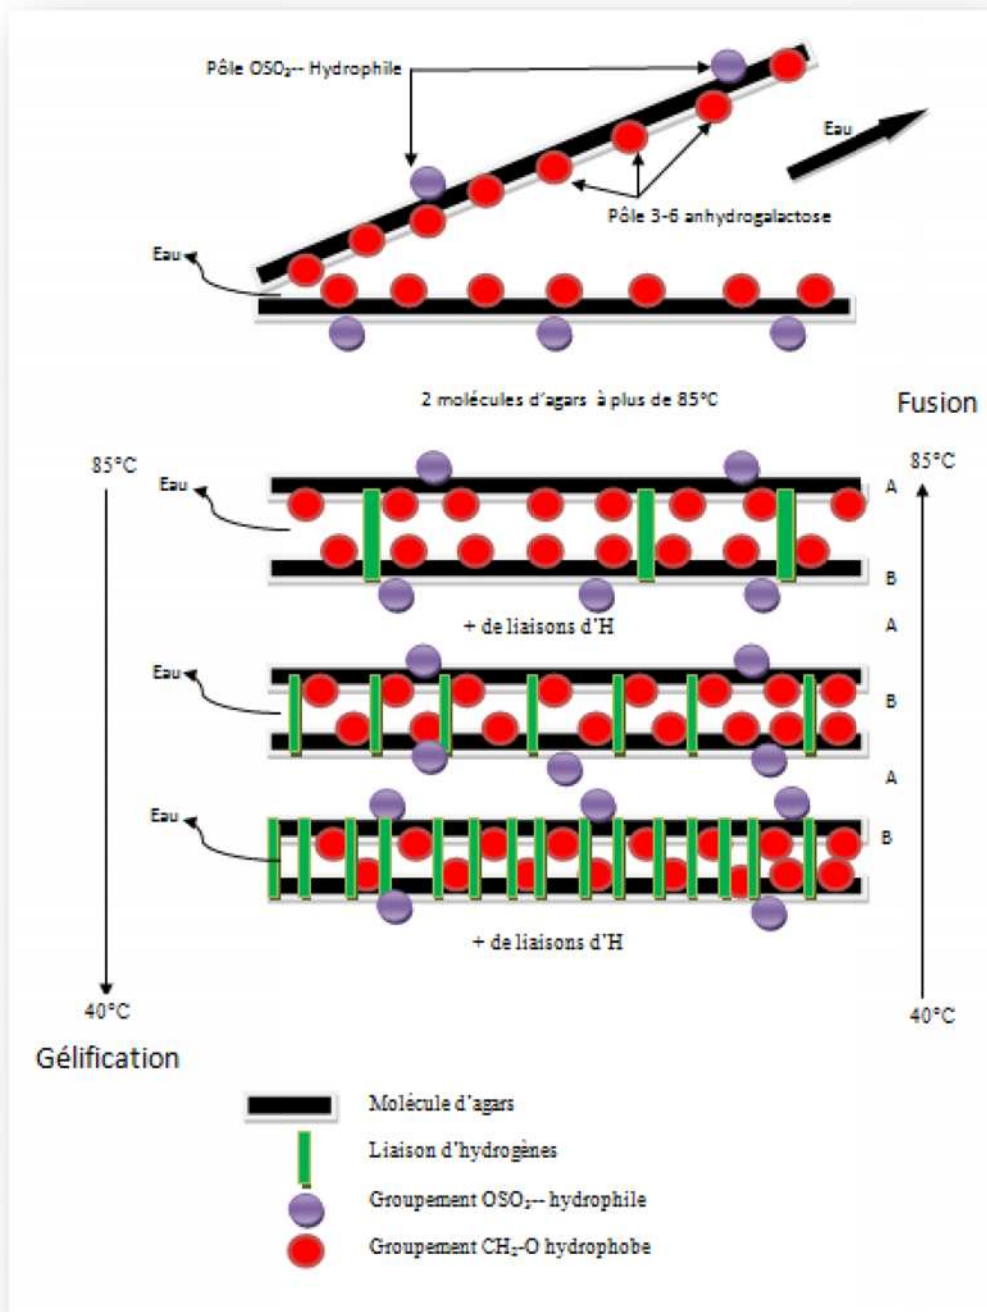 Pôle OSO₃-- Hydrophile
Eau
Pôle 3-6 anhydrogalactose
Eau
2 molécules d'agars à plus de 85°C
Fusion
85°C
85°C
Eau
A
B
+ de liaisons d'H
A
Eau
B
A
Eau
B
+ de liaisons d'H
40°C
40°C
Gélification
Molécule d'agars
Liaison d'hydrogènes
Groupement OSO₃-- hydrophile
Groupement CH₂-O hydrophobe